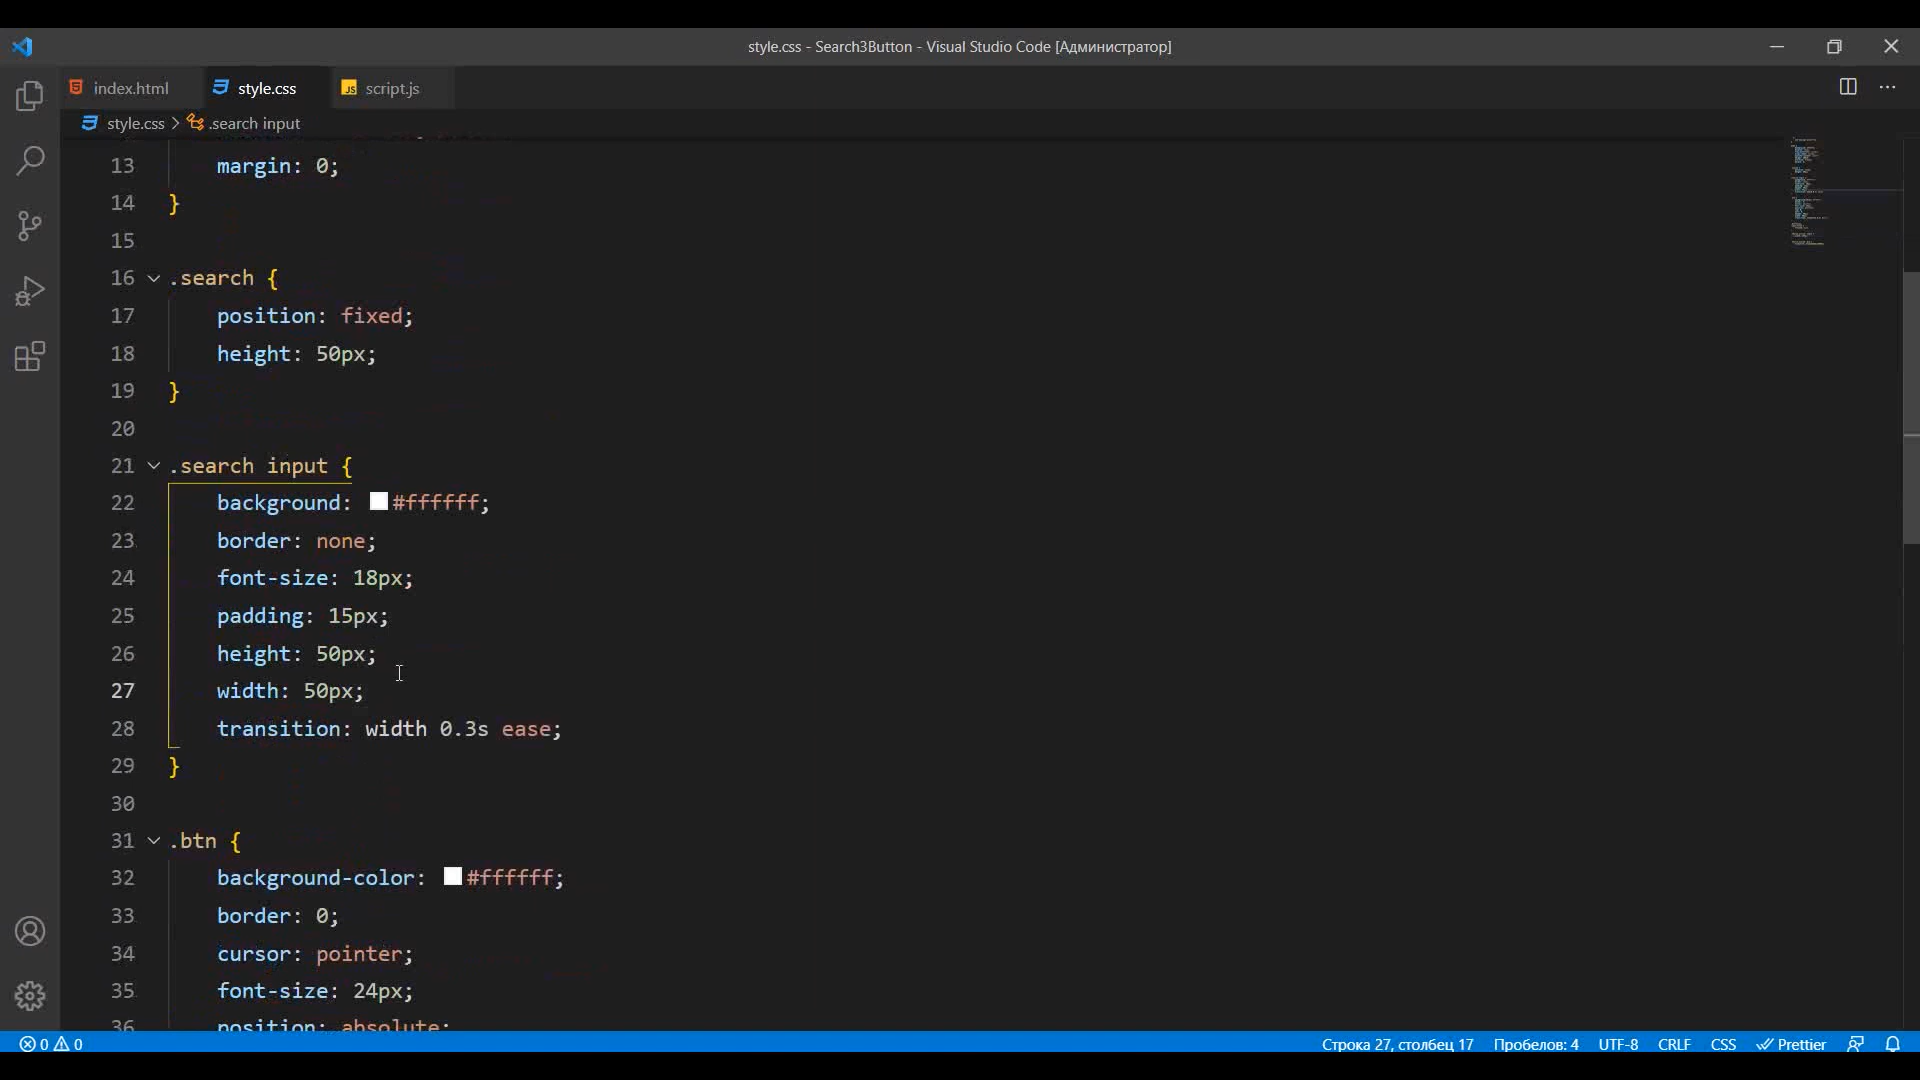 style.css - Search3Button - Visual Studio Code [Администратор]
index.html
style.css
JS script.js
style.css > .search input
13 margin: 0;
14 }
15
16 .search {
17 position: fixed;
18 height: 50px;
19 }
20
21 .search input {
22 background: #ffffff;
23 border: none;
24 font-size: 18px;
25 padding: 15px;
26 height: 50px;
27 width: 50px;
28 transition: width 0.3s ease;
29 }
30
31 .btn {
32 background-color: #ffffff;
33 border: 0;
34 cursor: pointer;
35 font-size: 24px;
36 position: absolute;
0 0 Строка 27, столбец 17 Пробелов: 4 UTF-8 CRLF CSS Prettier